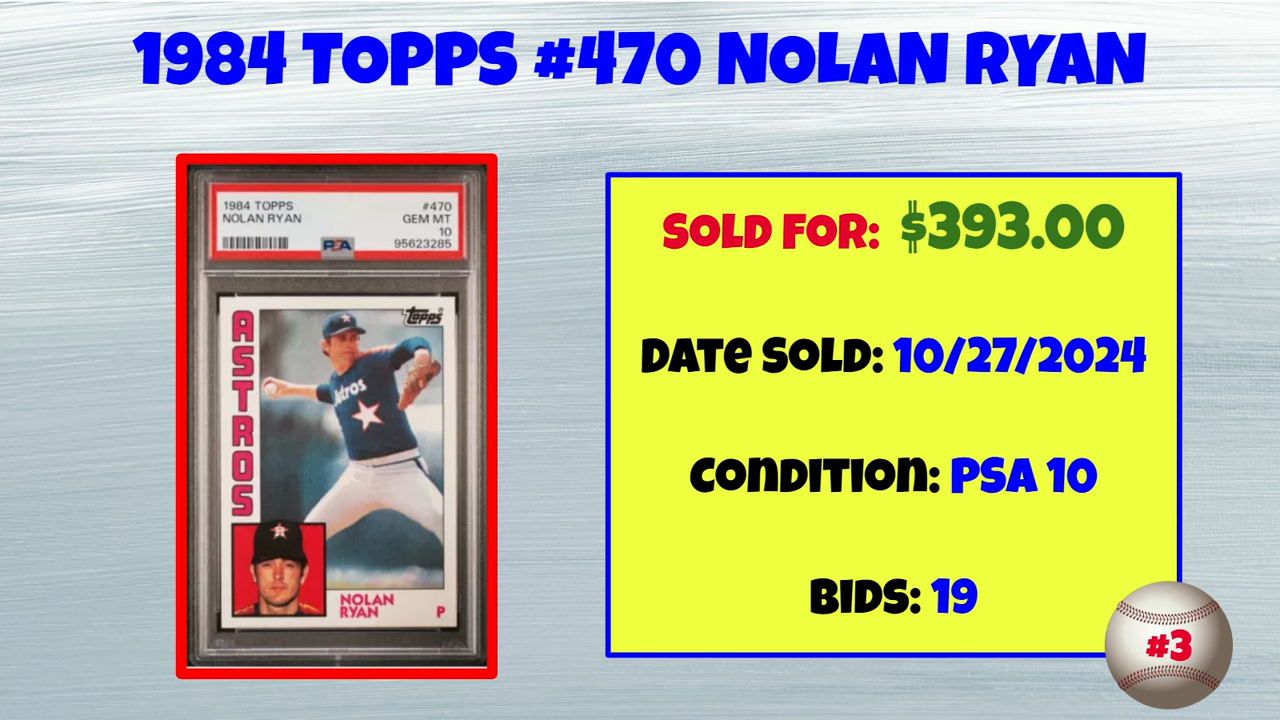 1984 TOPPS #470 NOLAN RYAN
1984 TOPPS #470
NOLAN RYAN GEM MT
10
PSA 95623285
Topps
ASTROS
Astros
NOLAN
RYAN P
SOLD FOR: $393.00
DATE SOLD: 10/27/2024
CONDITION: PSA 10
BIDS: 19
#3